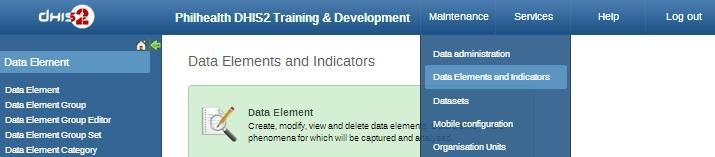 dHIS2
Philhealth DHIS2 Training & Development
Maintenance
Services
Help
Log out
Data Element
Data Element
Data Element Group
Data Element Group Editor
Data Element Group Set
Data Element Category
Data Elements and Indicators
Data Element
Create, modify, view and delete data elements
phenomena for which will be captured and analysed.
Data administration
Data Elements and Indicators
Datasets
Mobile configuration
Organisation Units